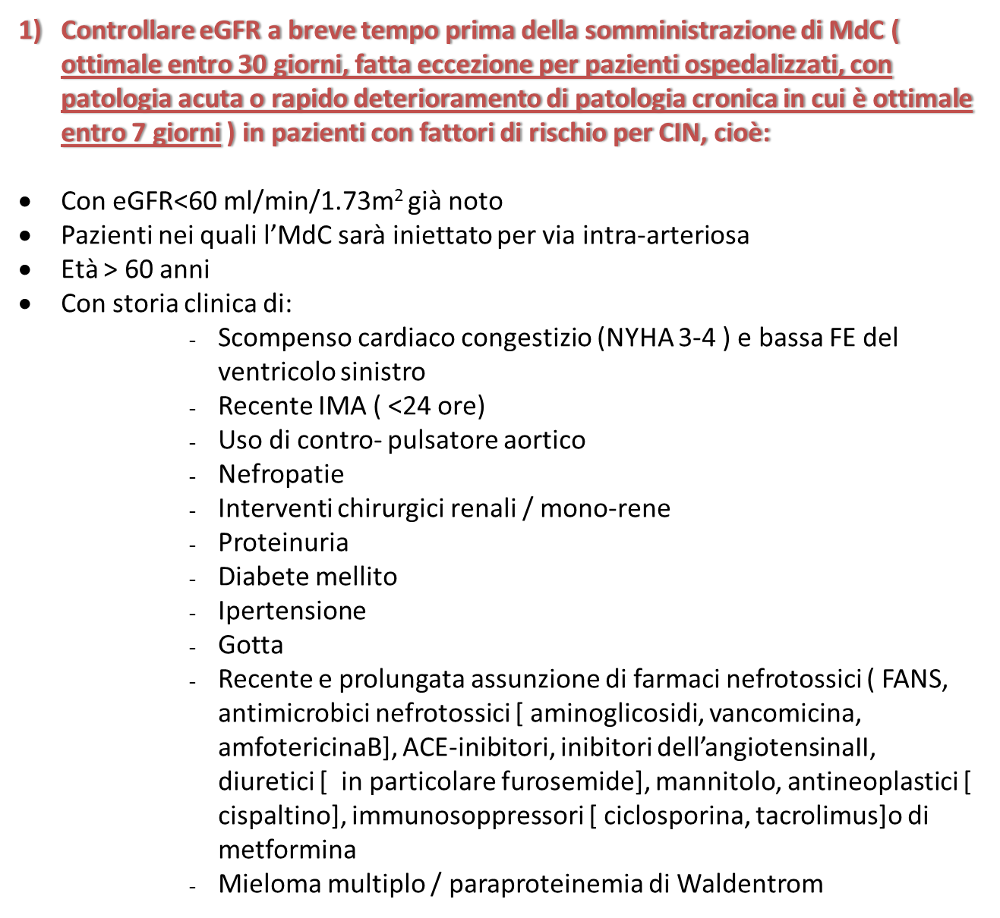 1) Controllare eGFR a breve tempo prima della somministrazione di MdC (
ottimale entro 30 giorni, fatta eccezione per pazienti ospedalizzati, con
patologia acuta o rapido deterioramento di patologia cronica in cui è ottimale
entro 7 giorni ) in pazienti con fattori di rischio per CIN, cioè:
• Con eGFR<60 ml/min/1.73m² già noto
• Pazienti nei quali l’MdC sarà iniettato per via intra-arteriosa
• Età > 60 anni
• Con storia clinica di:
- Scompenso cardiaco congestizio (NYHA 3-4 ) e bassa FE del
ventricolo sinistro
- Recente IMA ( <24 ore)
- Uso di contro- pulsatore aortico
- Nefropatie
- Interventi chirurgici renali / mono-rene
- Proteinuria
- Diabete mellito
- Ipertensione
- Gotta
- Recente e prolungata assunzione di farmaci nefrotossici ( FANS,
antimicrobici nefrotossici [ aminoglicosidi, vancomicina,
amfotericinaB], ACE-inibitori, inibitori dell’angiotensinaII,
diuretici [  in particolare furosemide], mannitolo, antineoplastici [
cispaltino], immunosoppressori [ ciclosporina, tacrolimus]o di
metformina
- Mieloma multiplo / paraproteinemia di Waldentrom